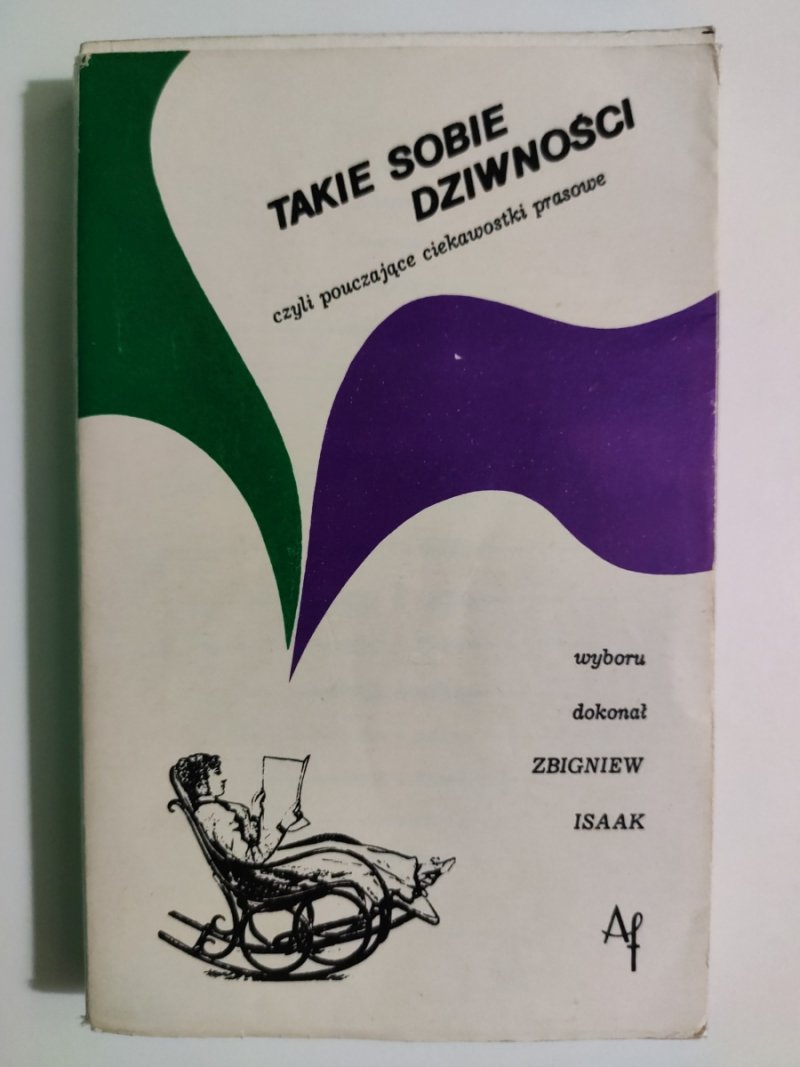 TAKIE SOBIE
DZIWNOŚCI
czyli pouczające ciekawostki prasowe
wyboru
dokonał
ZBIGNIEW
ISAAK
Af